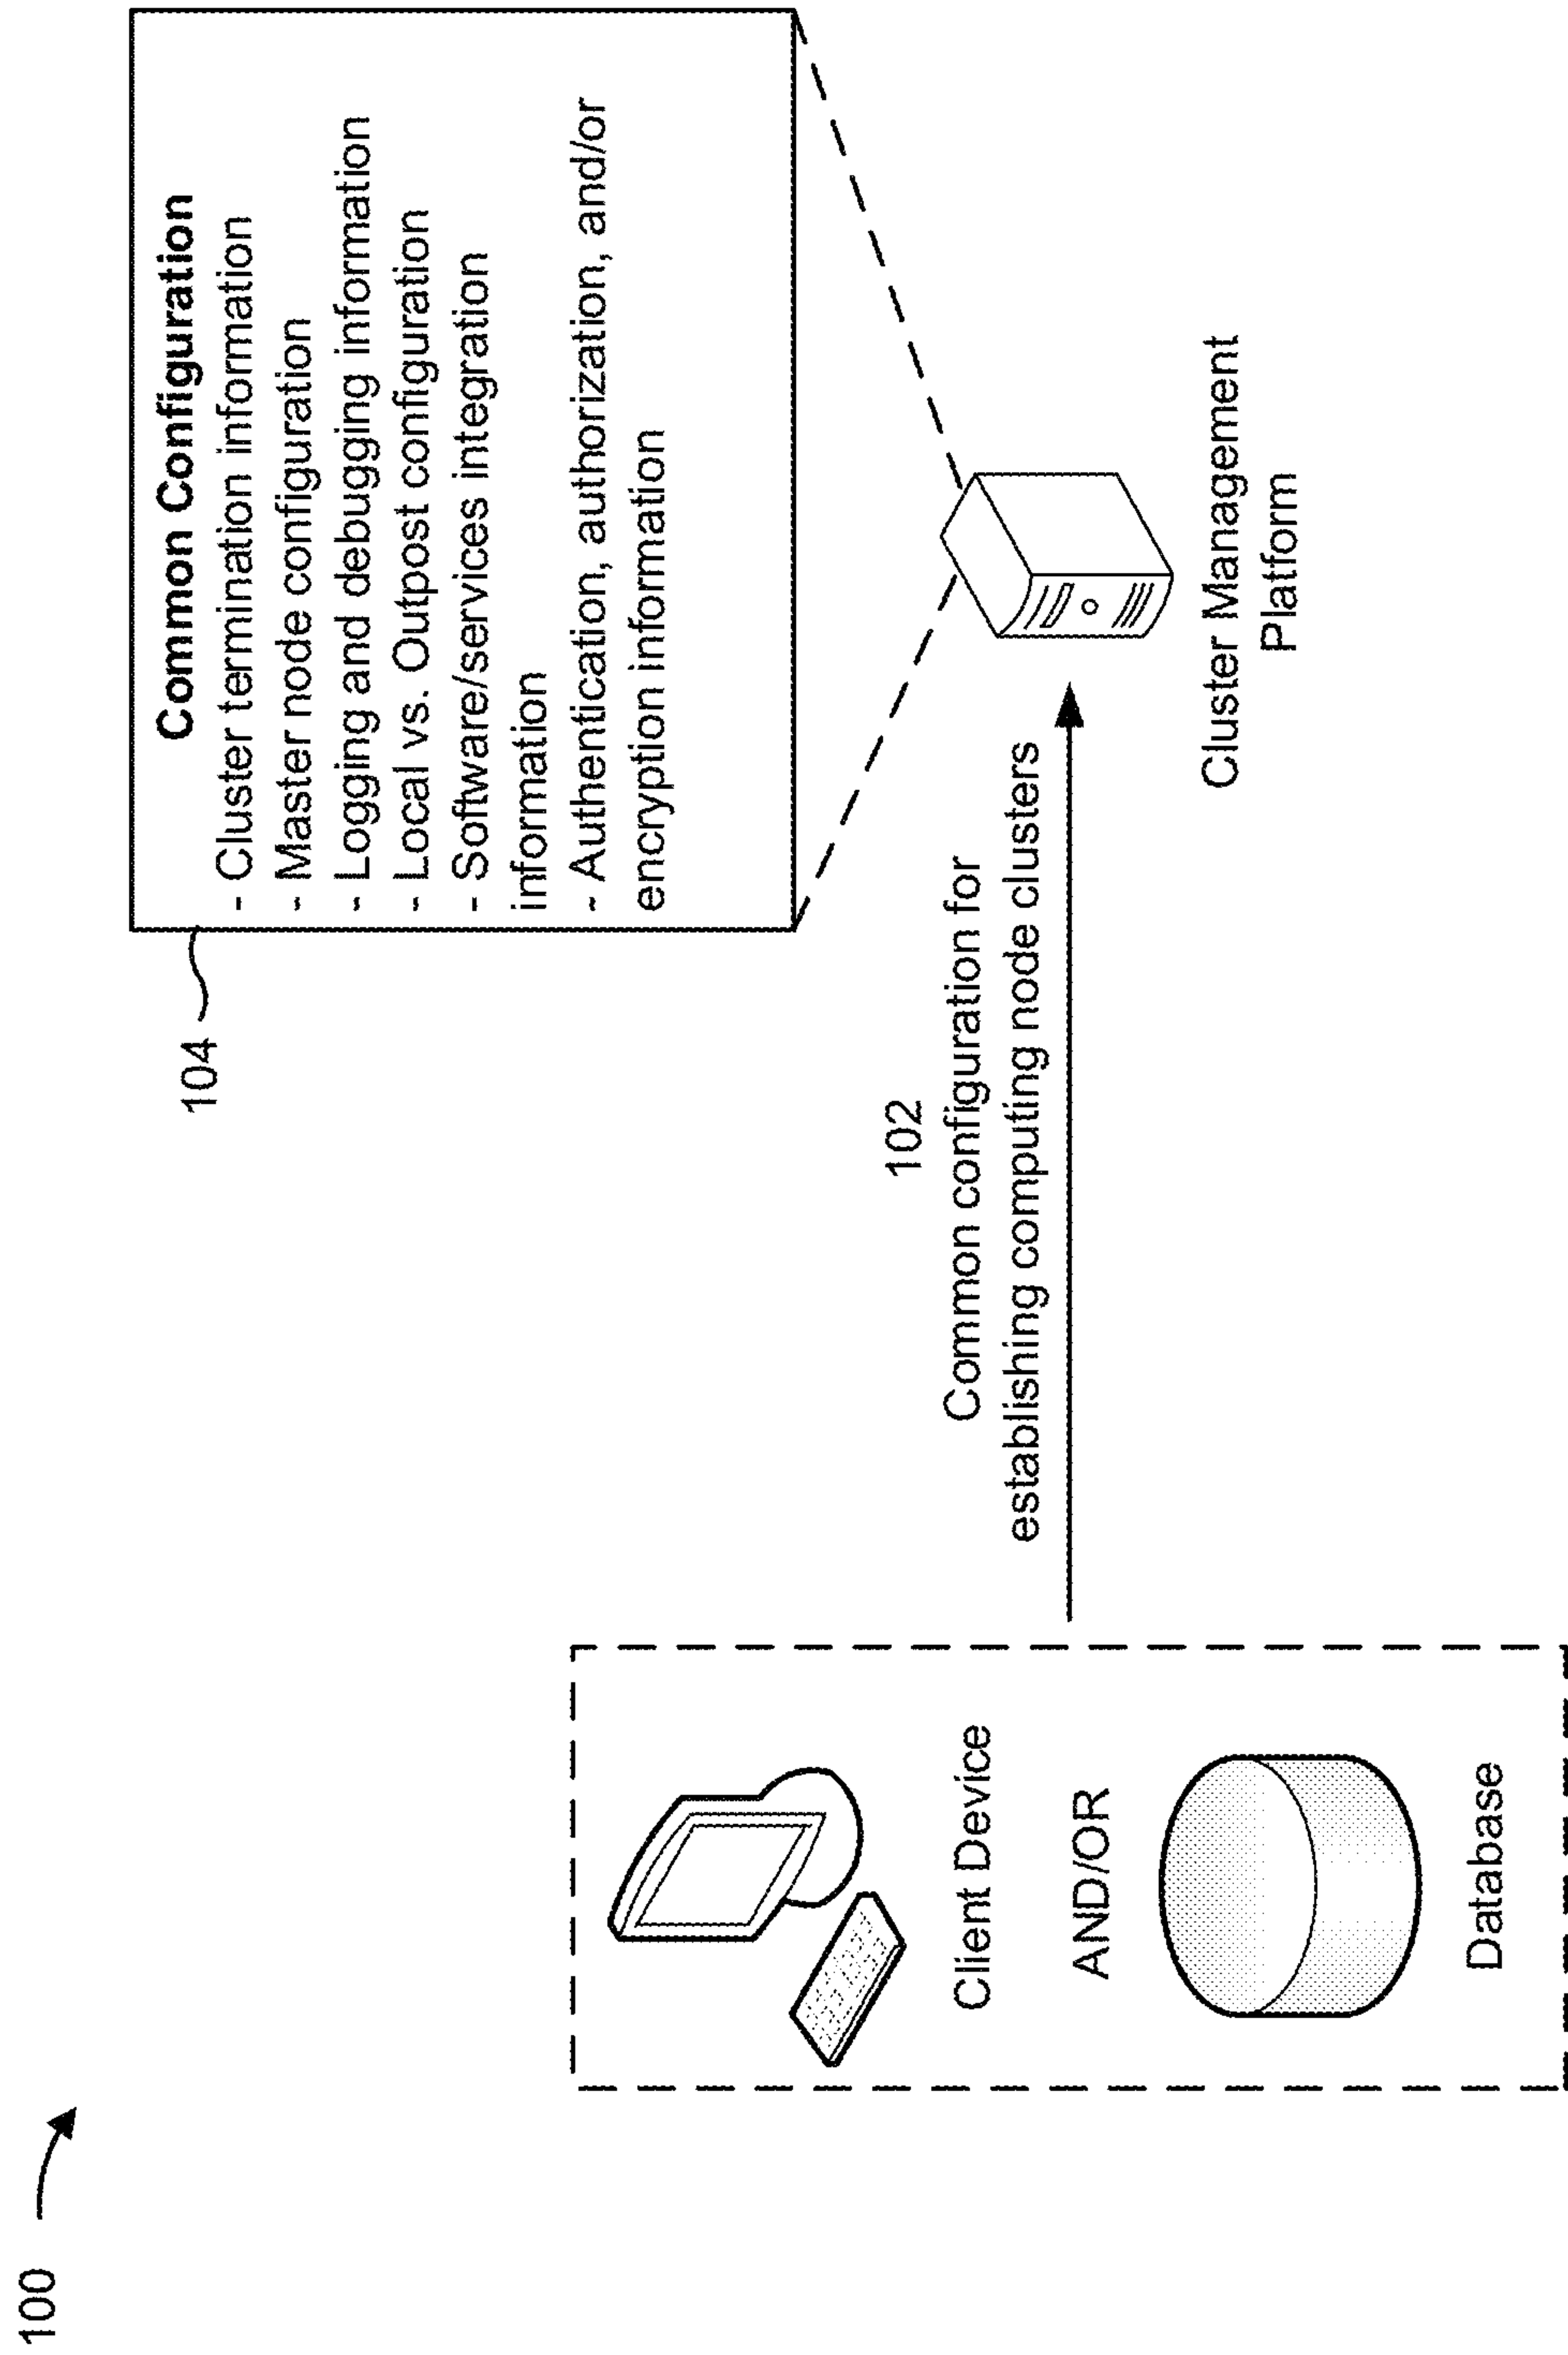 100
104
Common Configuration
- Cluster termination information
- Master node configuration
- Logging and debugging information
- Local vs. Outpost configuration
- Software/services integration
information
- Authentication, authorization, and/or
encryption information
102
Common configuration for
establishing computing node clusters
Client Device
AND/OR
Database
Cluster Management
Platform